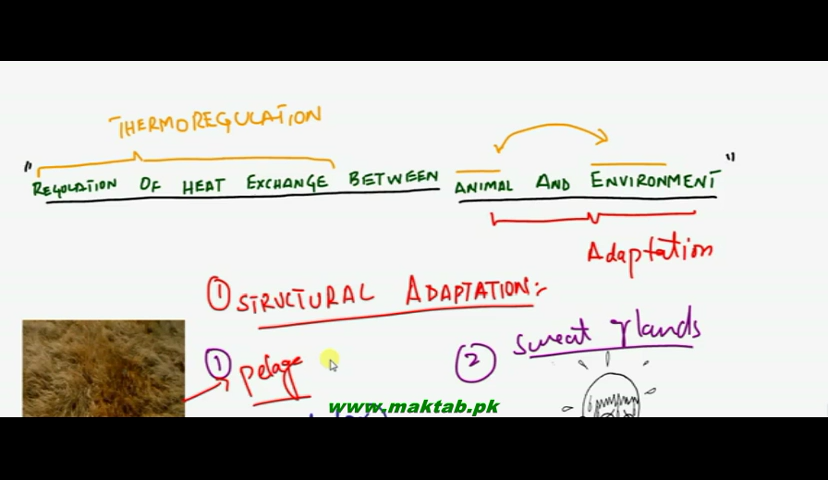 THERMOREGULATION
"REGULATION OF HEAT EXCHANGE BETWEEN ANIMAL AND ENVIRONMENT"
Adaptation
① STRUCTURAL ADAPTATION:-
① pelage
② sweat glands
www.maktab.pk